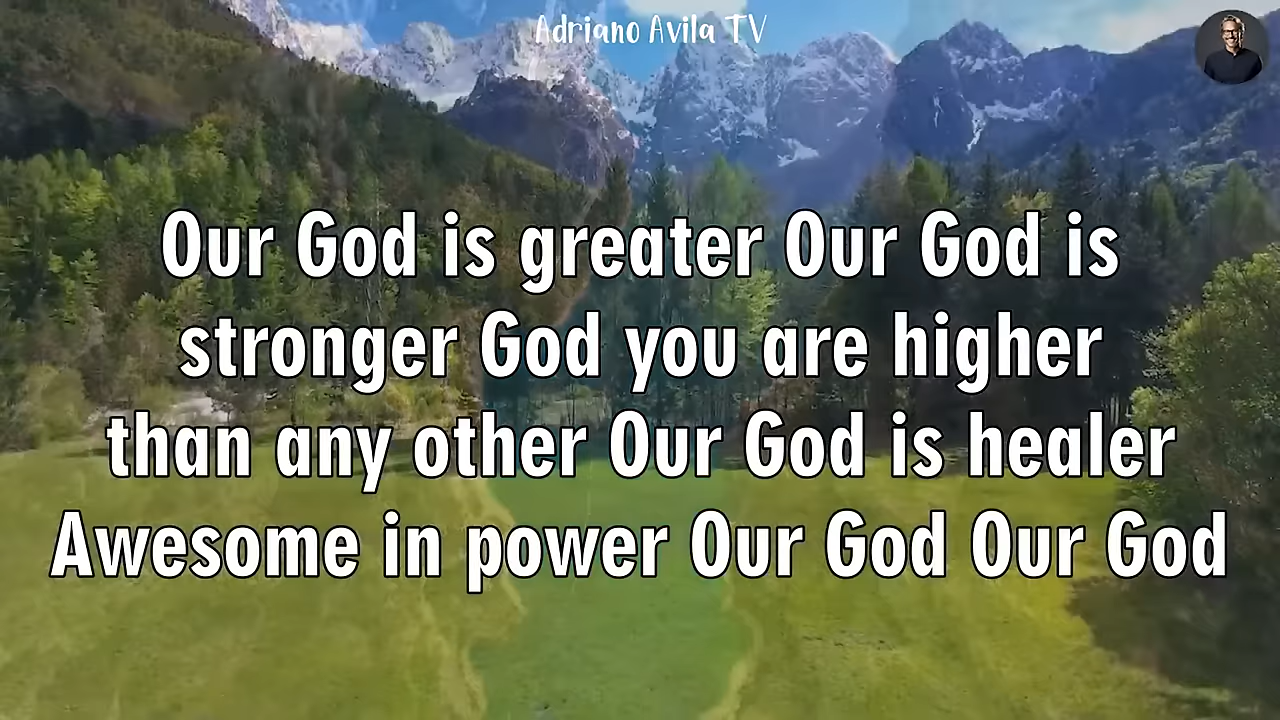 Adriano Avila TV
Our God is greater Our God is
stronger God you are higher
than any other Our God is healer
Awesome in power Our God Our God